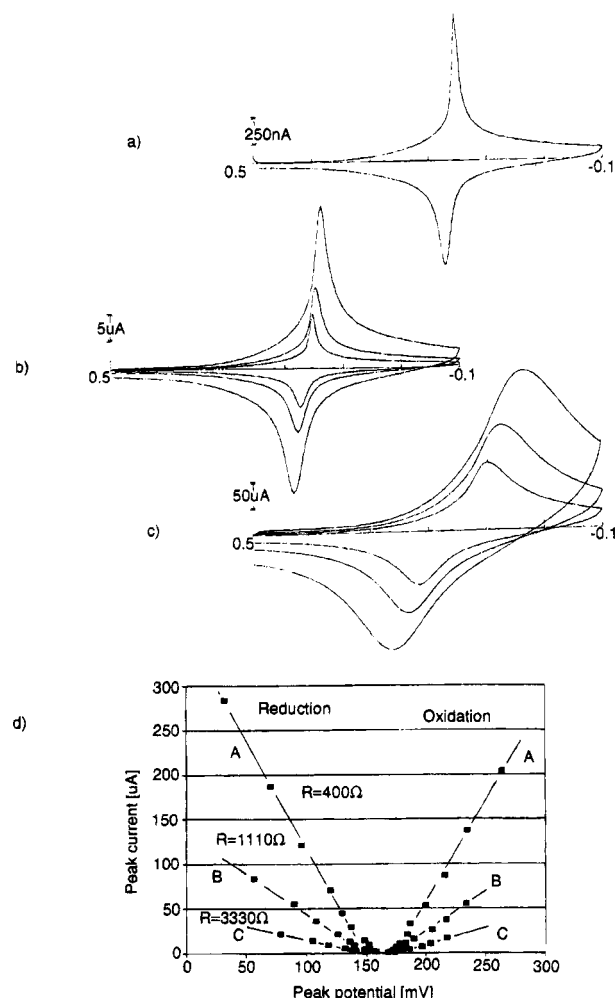 a)
250nA
0.5
-0.1
b)
5uA
0.5
-0.1
c)
50uA
0.5
-0.1
d)
Peak current [uA]
300
250
200
150
100
50
0
Reduction
Oxidation
A
A
R=400Ω
R=1110Ω
B
B
R=3330Ω
C
C
0 50 100 150 200 250 300
Peak potential [mV]